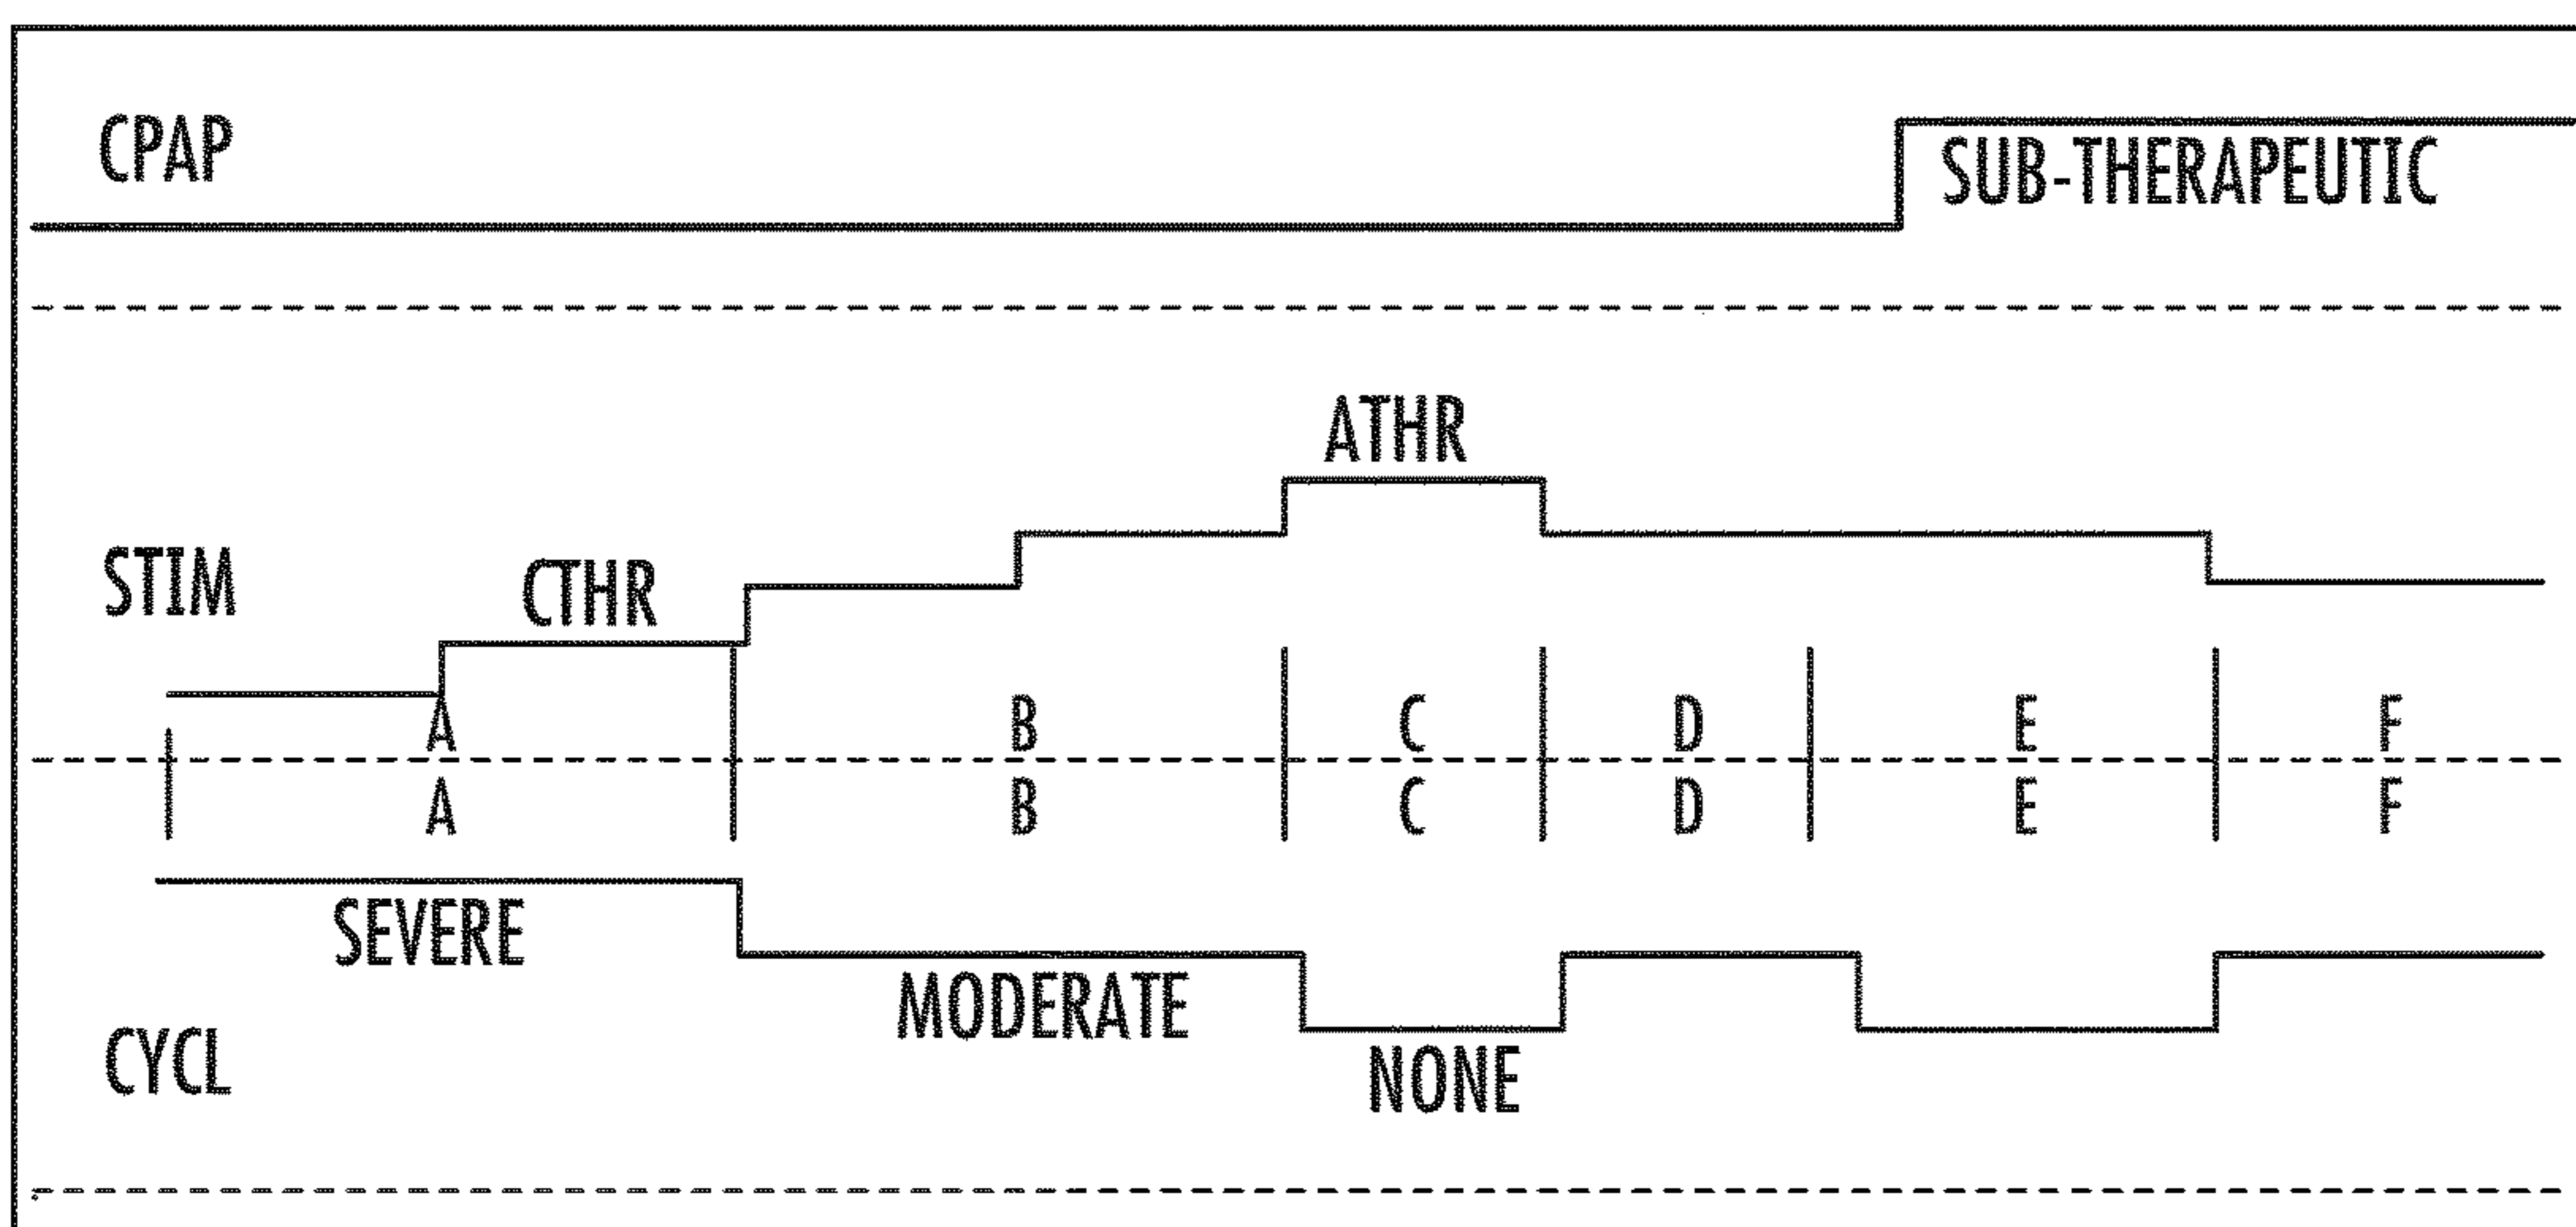 CPAP
SUB-THERAPEUTIC
ATHR
STIM
CTHR
A B C D E F
A B C D E F
SEVERE
MODERATE
CYCL
NONE